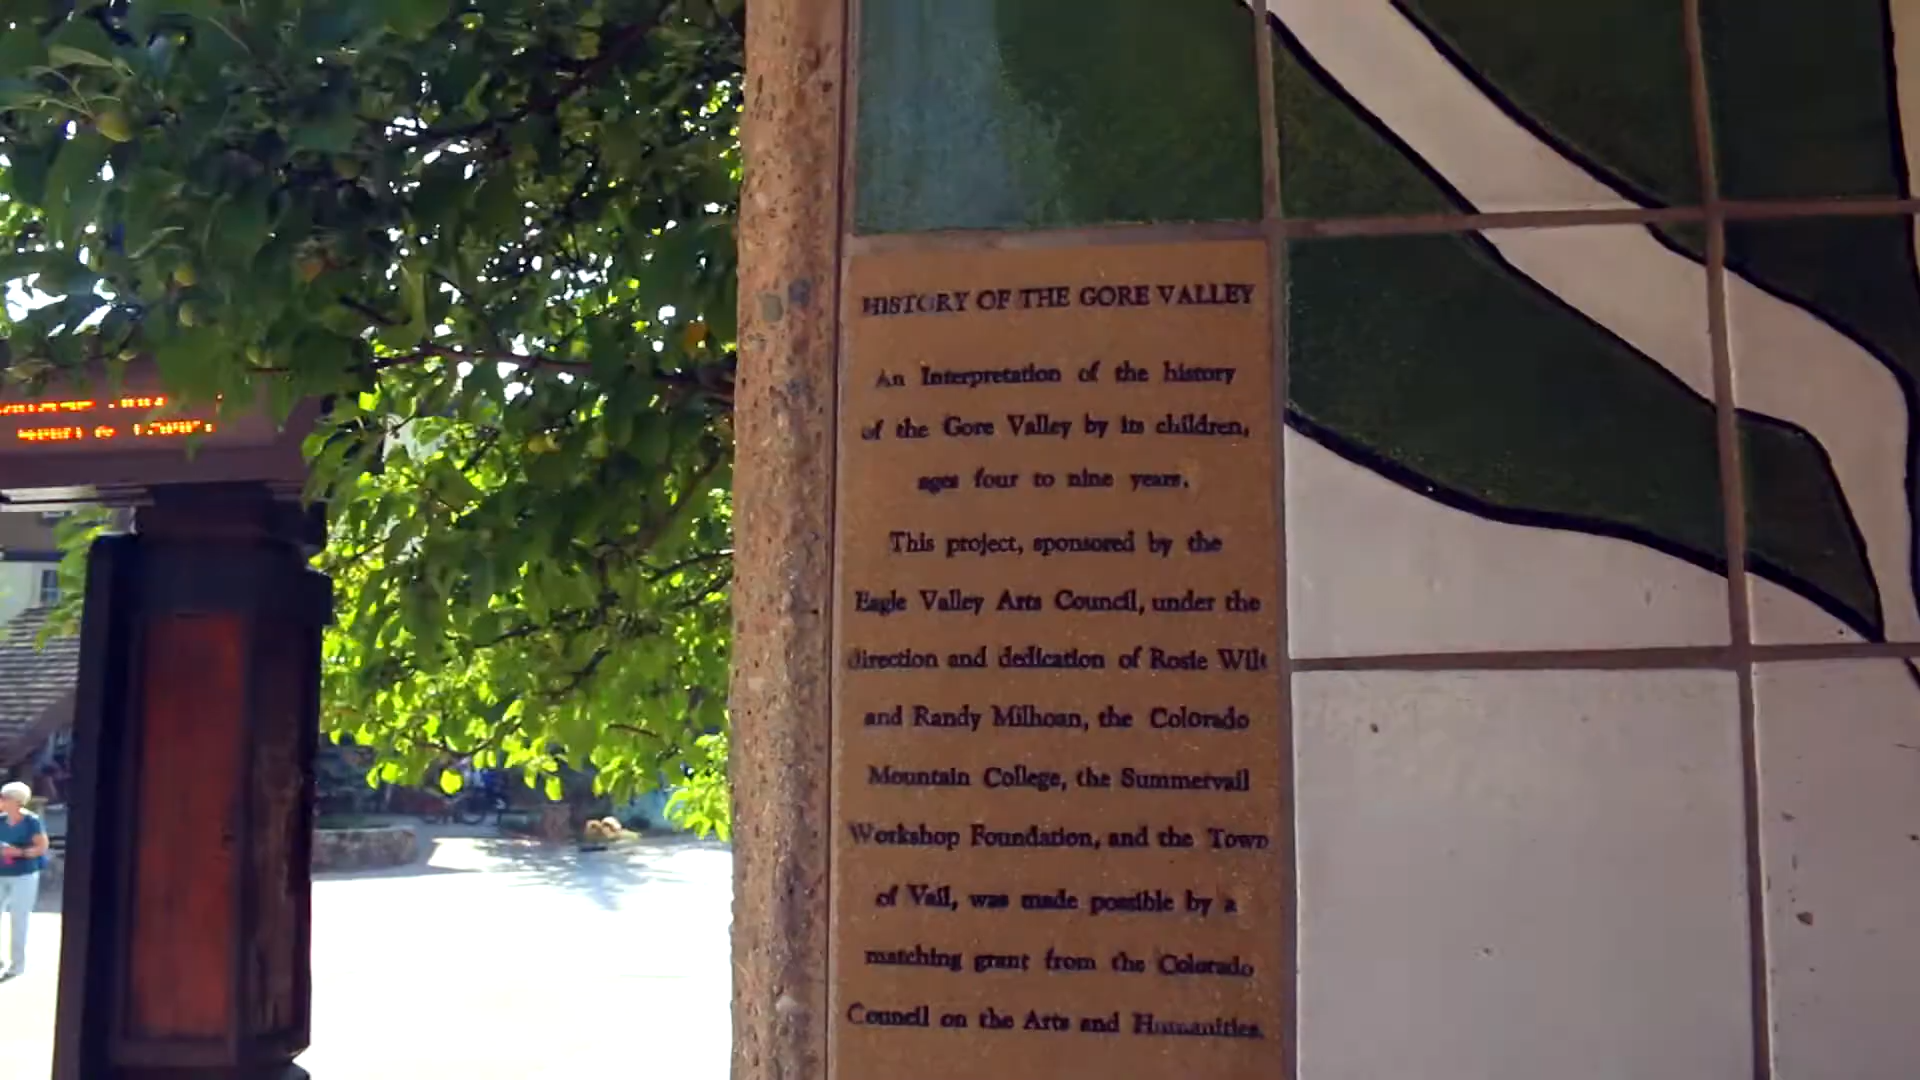 HISTORY OF THE GORE VALLEY
An Interpretation of the history
of the Gore Valley by its children,
ages four to nine years.
This project, sponsored by the
Eagle Valley Arts Council, under the
direction and dedication of Rosie Wilt
and Randy Milhoan, the Colorado
Mountain College, the Summervail
Workshop Foundation, and the Town
of Vail, was made possible by a
matching grant from the Colorado
Council on the Arts and Humanities.